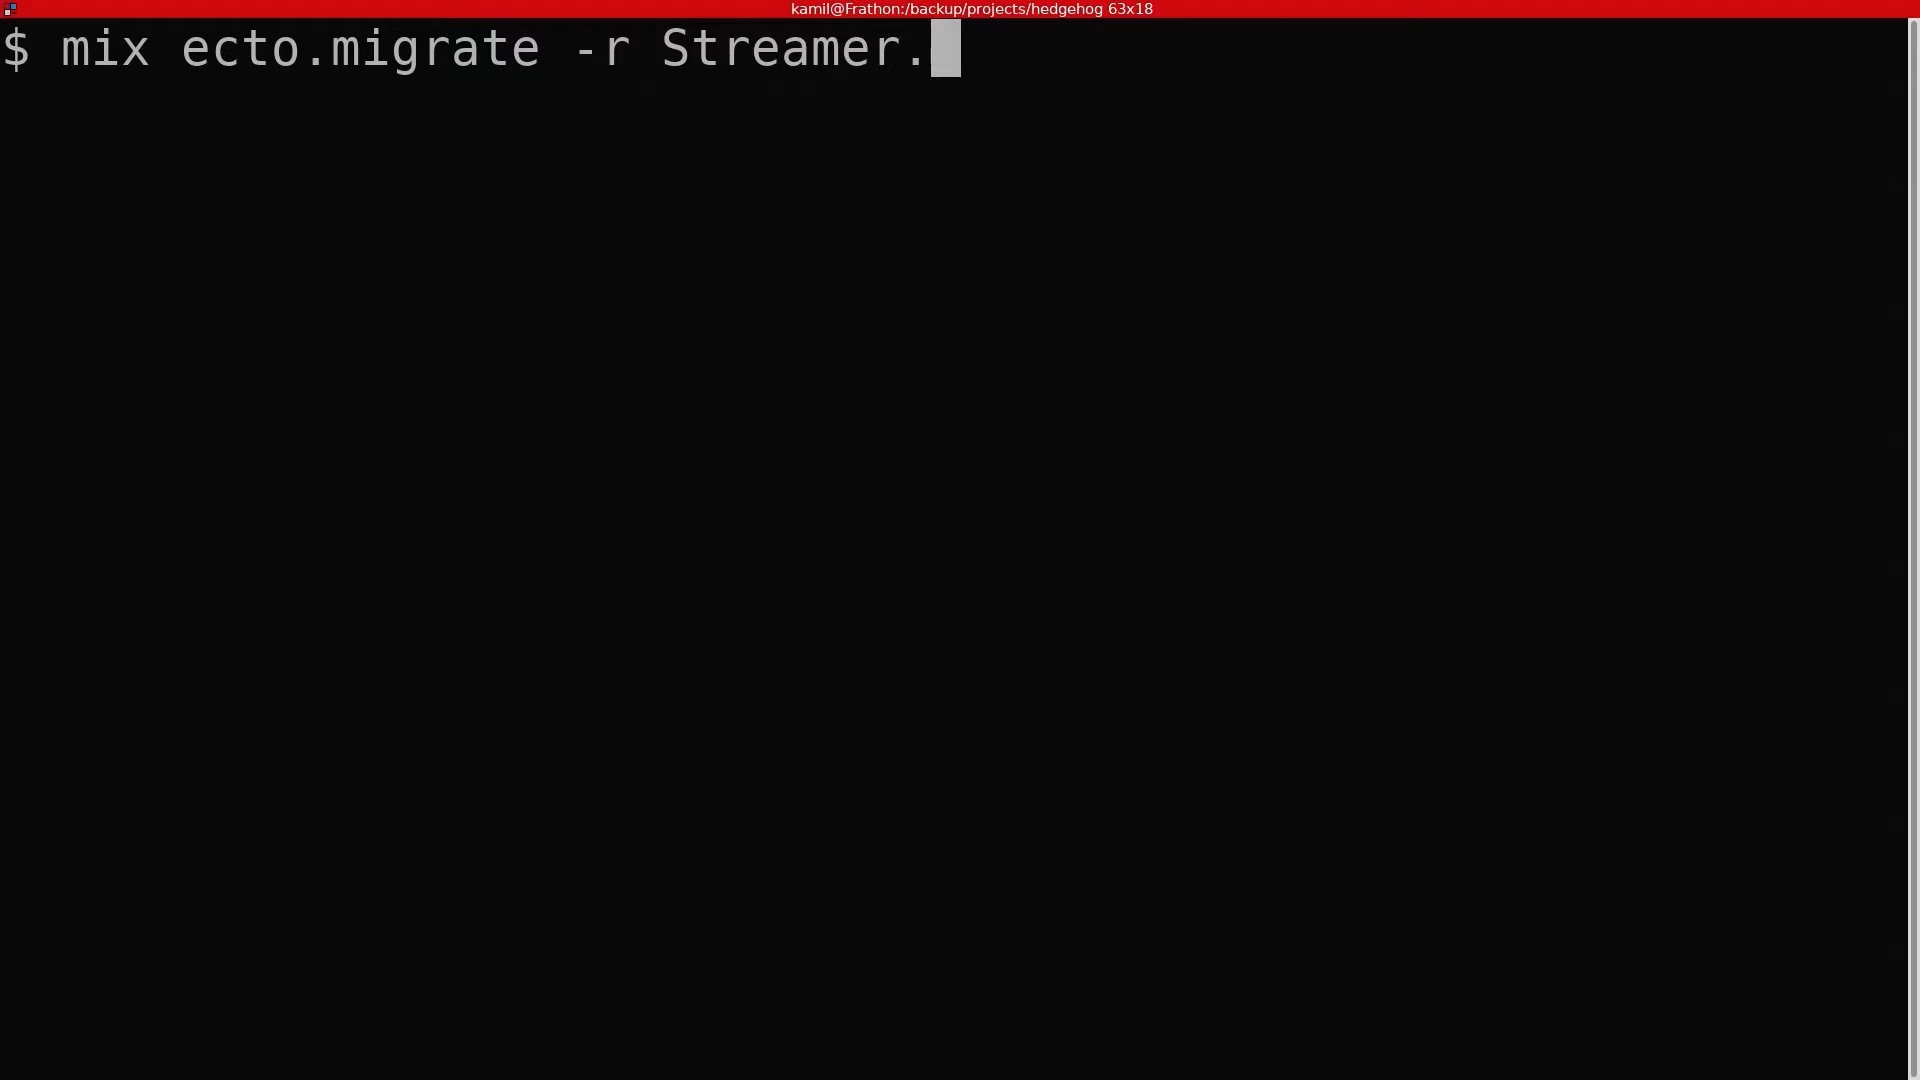 kamil@Frathon:/backup/projects/hedgehog 63x18
$ mix ecto.migrate -r Streamer.